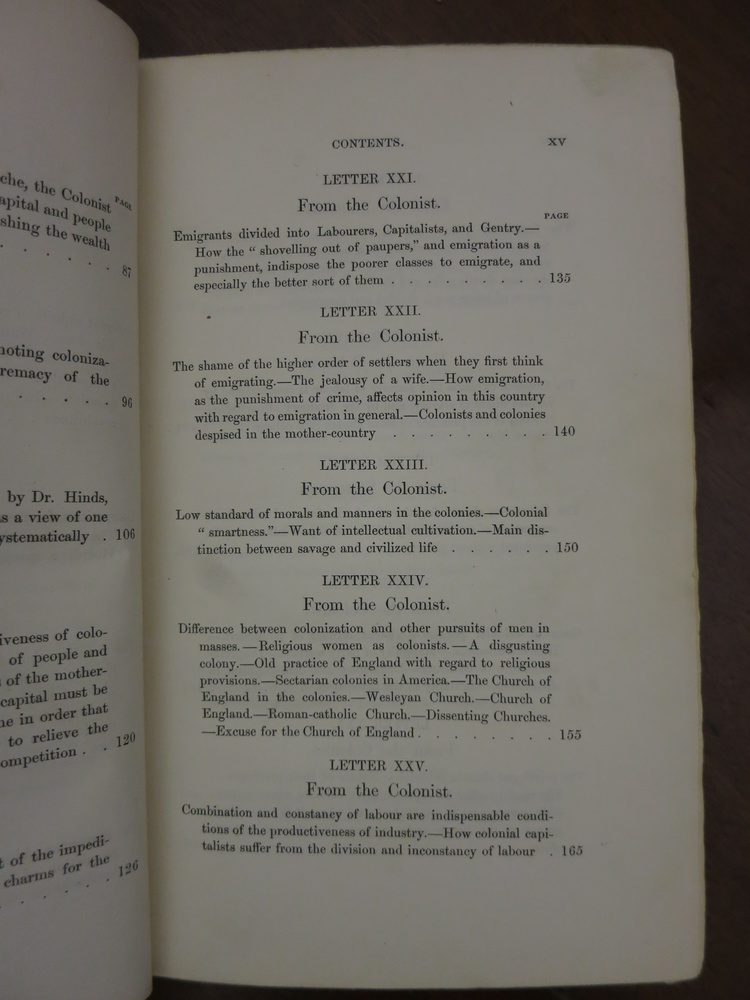 che, the Colonist
PAGE
apital and people
shing the wealth
. . . . . 87
noting coloniza-
remacy of the
. . . . . 96
by Dr. Hinds,
s a view of one
ystematically . 106
iveness of colo-
of people and
of the mother-
capital must be
ne in order that
to relieve the
ompetition . . 120
t of the impedi-
charms for the
. . . . . 126
CONTENTS. XV
LETTER XXI.
From the Colonist.
PAGE
Emigrants divided into Labourers, Capitalists, and Gentry.—
How the “ shovelling out of paupers,” and emigration as a
punishment, indispose the poorer classes to emigrate, and
especially the better sort of them . . . . . . . . . 135
LETTER XXII.
From the Colonist.
The shame of the higher order of settlers when they first think
of emigrating.—The jealousy of a wife.—How emigration,
as the punishment of crime, affects opinion in this country
with regard to emigration in general.—Colonists and colonies
despised in the mother-country . . . . . . . . . 140
LETTER XXIII.
From the Colonist.
Low standard of morals and manners in the colonies.—Colonial
“ smartness.”—Want of intellectual cultivation.—Main dis-
tinction between savage and civilized life . . . . . . 150
LETTER XXIV.
From the Colonist.
Difference between colonization and other pursuits of men in
masses.—Religious women as colonists.—A disgusting
colony.—Old practice of England with regard to religious
provisions.—Sectarian colonies in America.—The Church of
England in the colonies.—Wesleyan Church.—Church of
England.—Roman-catholic Church.—Dissenting Churches.
—Excuse for the Church of England . . . . . . . . 155
LETTER XXV.
From the Colonist.
Combination and constancy of labour are indispensable condi-
tions of the productiveness of industry.—How colonial capi-
talists suffer from the division and inconstancy of labour . 165